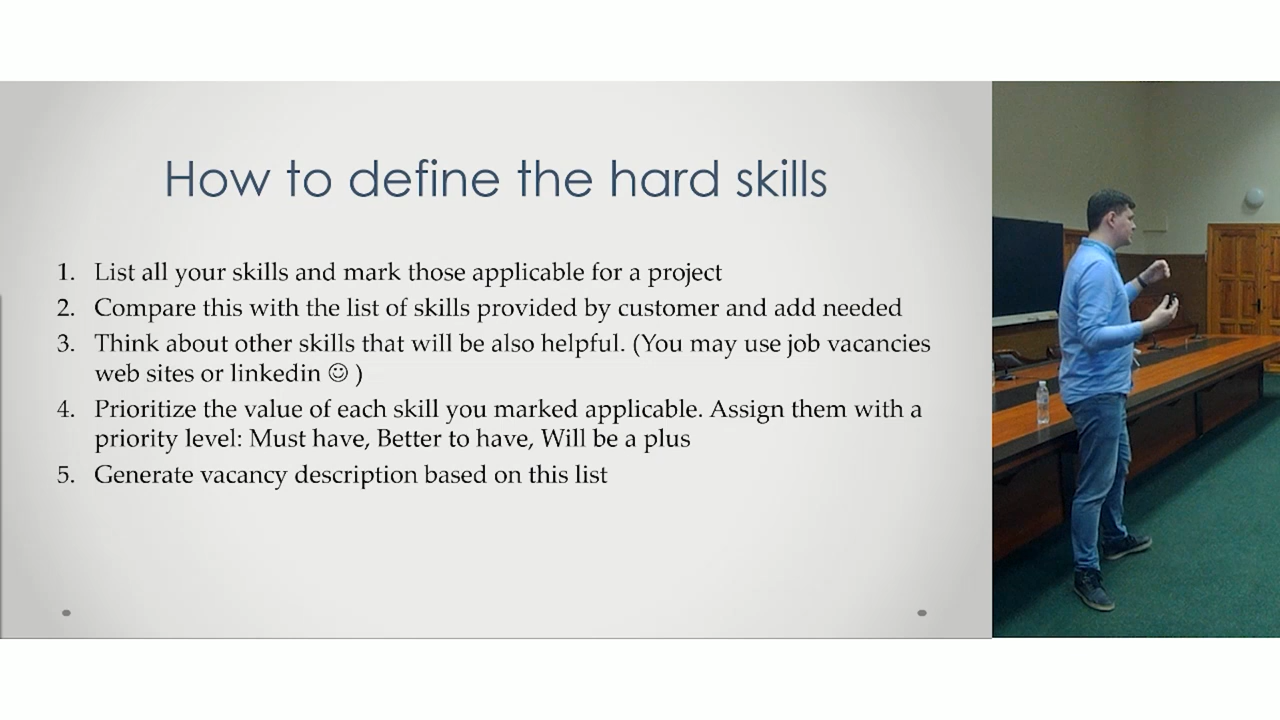 How to define the hard skills
1. List all your skills and mark those applicable for a project
2. Compare this with the list of skills provided by customer and add needed
3. Think about other skills that will be also helpful. (You may use job vacancies
web sites or linkedin ☺ )
4. Prioritize the value of each skill you marked applicable. Assign them with a
priority level: Must have, Better to have, Will be a plus
5. Generate vacancy description based on this list